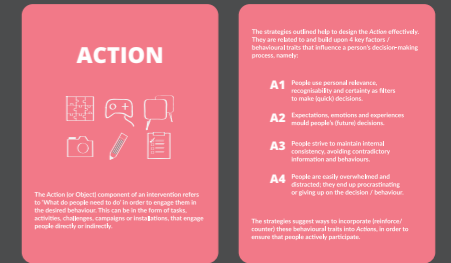 ACTION
The Action (or Object) component of an intervention refers
to 'What do people need to do' in order to engage them in
the desired behaviour. This can be in the form of tasks,
activities, challenges, campaigns or installations, that engage
people directly or indirectly.
The strategies outlined help to design the Action effectively.
They are related to and build upon 4 key factors /
behavioural traits that influence a person's decision-making
process, namely:
A1 People use personal relevance,
recognisability and certainty as filters
to make (quick) decisions.
A2 Expectations, emotions and experiences
mould people's (future) decisions.
A3 People strive to maintain internal
consistency, avoiding contradictory
information and behaviours.
A4 People are easily overwhelmed and
distracted; they end up procrastinating
or giving up on the decision / behaviour.
The strategies suggest ways to incorporate (reinforce/
counter) these behavioural traits into Actions, in order to
ensure that people actively participate.